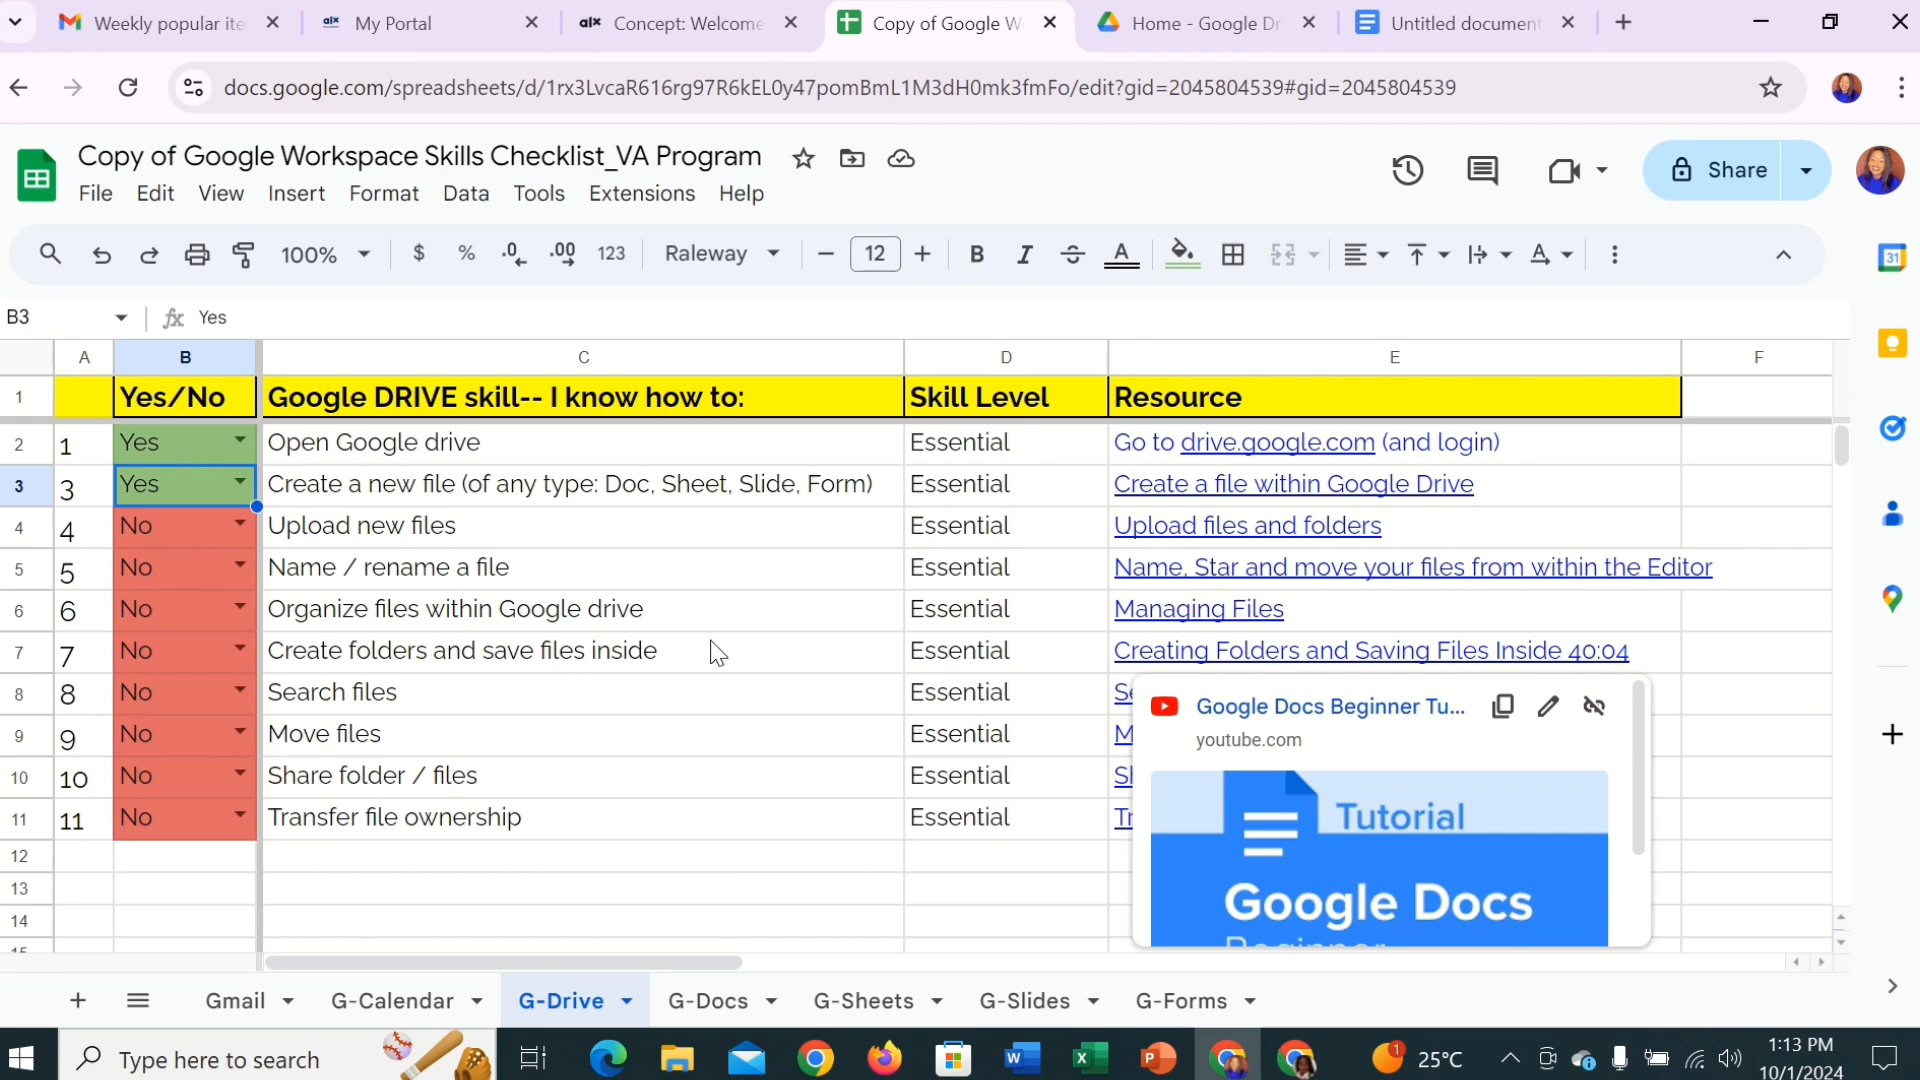 Weekly popular ite
My Portal
Concept: Welcome
Copy of Google W
Home - Google Dr
Untitled documen
docs.google.com/spreadsheets/d/1rx3LvcaR616rg97R6kEL0y47pomBmL1M3dH0mk3fmFo/edit?gid=2045804539#gid=2045804539
Copy of Google Workspace Skills Checklist_VA Program
File Edit View Insert Format Data Tools Extensions Help
Share
100% $ % .0 .00 123 Raleway 12 B I A
31
B3 fx Yes
A B C D E F
1 Yes/No Google DRIVE skill-- I know how to: Skill Level Resource
2 1 Yes Open Google drive Essential Go to drive.google.com (and login)
3 3 Yes Create a new file (of any type: Doc, Sheet, Slide, Form) Essential Create a file within Google Drive
4 4 No Upload new files Essential Upload files and folders
5 5 No Name / rename a file Essential Name, Star and move your files from within the Editor
6 6 No Organize files within Google drive Essential Managing Files
7 7 No Create folders and save files inside Essential Creating Folders and Saving Files Inside 40:04
8 8 No Search files Essential
9 9 No Move files Essential
10 10 No Share folder / files Essential
11 11 No Transfer file ownership Essential
12
13
14
15
Google Docs Beginner Tu...
youtube.com
Tutorial
Google Docs
Beginner
Gmail G-Calendar G-Drive G-Docs G-Sheets G-Slides G-Forms
Type here to search
1 25°C
1:13 PM
10/1/2024